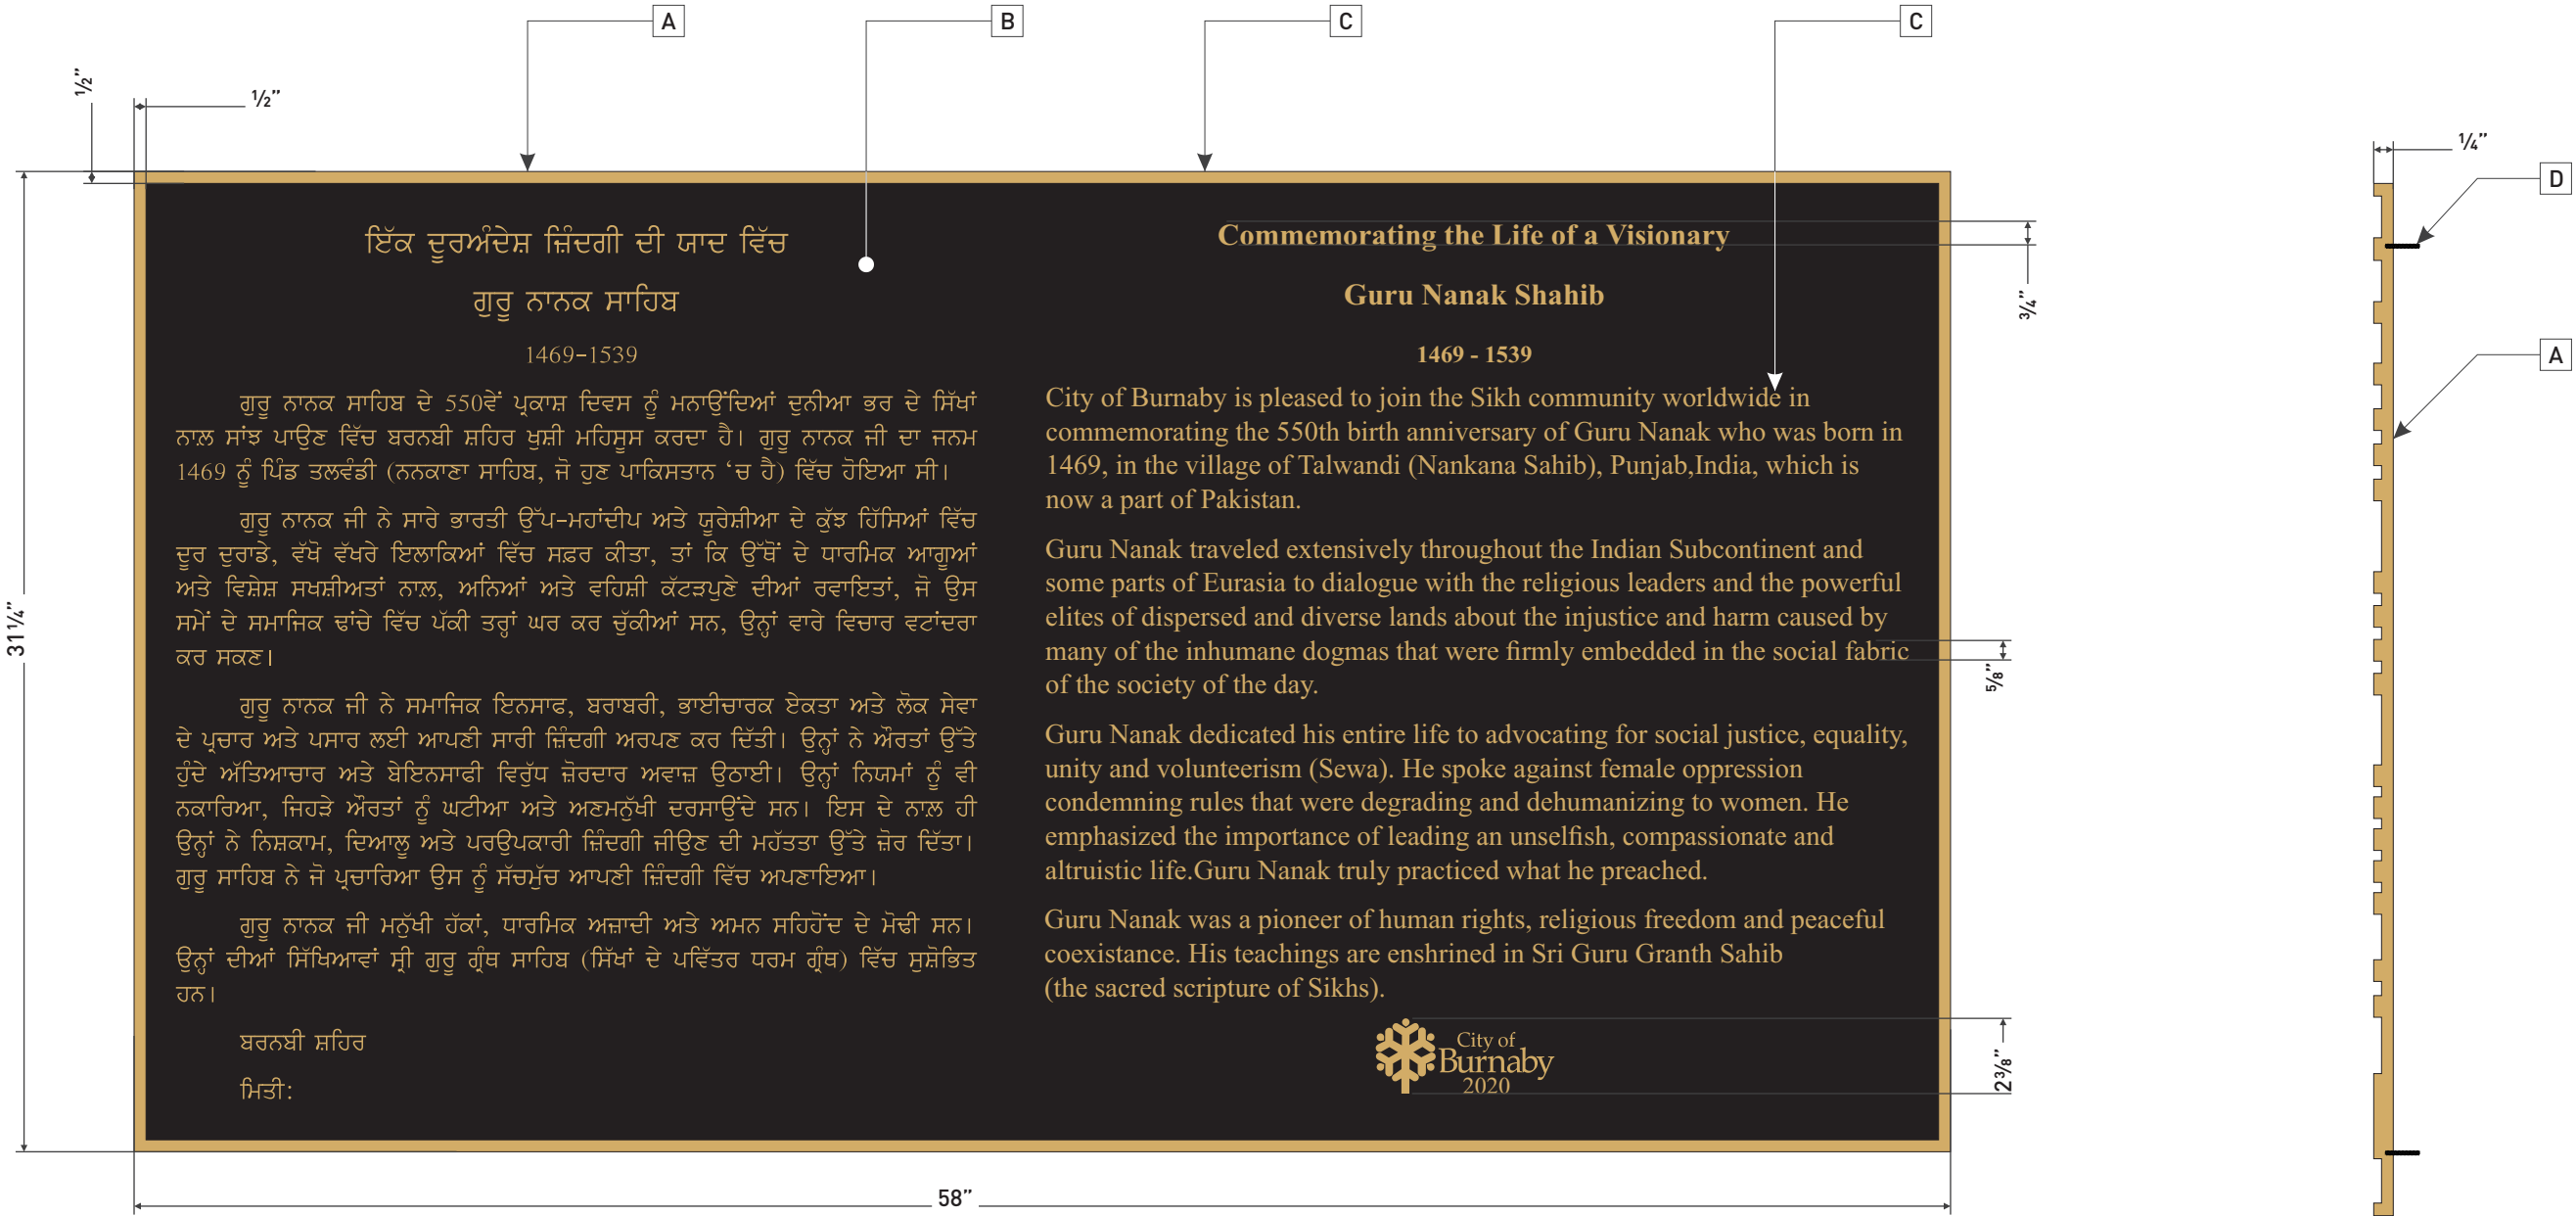 A
B
C
C
½”
½”
¼”
D
A
31¼”
ਇੱਕ ਦੂਰਅੰਦੇਸ਼ ਜ਼ਿੰਦਗੀ ਦੀ ਯਾਦ ਵਿੱਚ
ਗੁਰੂ ਨਾਨਕ ਸਾਹਿਬ
1469-1539
ਗੁਰੂ ਨਾਨਕ ਸਾਹਿਬ ਦੇ 550ਵੇਂ ਪ੍ਰਕਾਸ਼ ਦਿਵਸ ਨੂੰ ਮਨਾਉਂਦਿਆਂ ਦੁਨੀਆ ਭਰ ਦੇ ਸਿੱਖਾਂ
ਨਾਲ਼ ਸਾਂਝ ਪਾਉਣ ਵਿੱਚ ਬਰਨਬੀ ਸ਼ਹਿਰ ਖ਼ੁਸ਼ੀ ਮਹਿਸੂਸ ਕਰਦਾ ਹੈ। ਗੁਰੂ ਨਾਨਕ ਜੀ ਦਾ ਜਨਮ
1469 ਨੂੰ ਪਿੰਡ ਤਲਵੰਡੀ (ਨਨਕਾਣਾ ਸਾਹਿਬ, ਜੋ ਹੁਣ ਪਾਕਿਸਤਾਨ ‘ਚ ਹੈ) ਵਿੱਚ ਹੋਇਆ ਸੀ।
ਗੁਰੂ ਨਾਨਕ ਜੀ ਨੇ ਸਾਰੇ ਭਾਰਤੀ ਉੱਪ-ਮਹਾਂਦੀਪ ਅਤੇ ਯੂਰੇਸ਼ੀਆ ਦੇ ਕੁੱਝ ਹਿੱਸਿਆਂ ਵਿੱਚ
ਦੂਰ ਦੁਰਾਡੇ, ਵੱਖੋ ਵੱਖਰੇ ਇਲਾਕਿਆਂ ਵਿੱਚ ਸਫ਼ਰ ਕੀਤਾ, ਤਾਂ ਕਿ ਉੱਥੋਂ ਦੇ ਧਾਰਮਿਕ ਆਗੂਆਂ
ਅਤੇ ਵਿਸ਼ੇਸ਼ ਸਖਸ਼ੀਅਤਾਂ ਨਾਲ਼, ਅਨਿਆਂ ਅਤੇ ਵਹਿਸ਼ੀ ਕੱਟੜਪੁਣੇ ਦੀਆਂ ਰਵਾਇਤਾਂ, ਜੋ ਉਸ
ਸਮੇਂ ਦੇ ਸਮਾਜਿਕ ਢਾਂਚੇ ਵਿੱਚ ਪੱਕੀ ਤਰ੍ਹਾਂ ਘਰ ਕਰ ਚੁੱਕੀਆਂ ਸਨ, ਉਨ੍ਹਾਂ ਵਾਰੇ ਵਿਚਾਰ ਵਟਾਂਦਰਾ
ਕਰ ਸਕਣ।
ਗੁਰੂ ਨਾਨਕ ਜੀ ਨੇ ਸਮਾਜਿਕ ਇਨਸਾਫ, ਬਰਾਬਰੀ, ਭਾਈਚਾਰਕ ਏਕਤਾ ਅਤੇ ਲੋਕ ਸੇਵਾ
ਦੇ ਪ੍ਰਚਾਰ ਅਤੇ ਪਸਾਰ ਲਈ ਆਪਣੀ ਸਾਰੀ ਜ਼ਿੰਦਗੀ ਅਰਪਣ ਕਰ ਦਿੱਤੀ। ਉਨ੍ਹਾਂ ਨੇ ਔਰਤਾਂ ਉੱਤੇ
ਹੁੰਦੇ ਅੱਤਿਆਚਾਰ ਅਤੇ ਬੇਇਨਸਾਫੀ ਵਿਰੁੱਧ ਜ਼ੋਰਦਾਰ ਅਵਾਜ਼ ਉਠਾਈ। ਉਨ੍ਹਾਂ ਨਿਯਮਾਂ ਨੂੰ ਵੀ
ਨਕਾਰਿਆ, ਜਿਹੜੇ ਔਰਤਾਂ ਨੂੰ ਘਟੀਆ ਅਤੇ ਅਣਮਨੁੱਖੀ ਦਰਸਾਉਂਦੇ ਸਨ। ਇਸ ਦੇ ਨਾਲ਼ ਹੀ
ਉਨ੍ਹਾਂ ਨੇ ਨਿਸ਼ਕਾਮ, ਦਿਆਲੂ ਅਤੇ ਪਰਉਪਕਾਰੀ ਜ਼ਿੰਦਗੀ ਜੀਉਣ ਦੀ ਮਹੱਤਤਾ ਉੱਤੇ ਜ਼ੋਰ ਦਿੱਤਾ।
ਗੁਰੂ ਸਾਹਿਬ ਨੇ ਜੋ ਪ੍ਰਚਾਰਿਆ ਉਸ ਨੂੰ ਸੱਚਮੁੱਚ ਆਪਣੀ ਜ਼ਿੰਦਗੀ ਵਿੱਚ ਅਪਣਾਇਆ।
ਗੁਰੂ ਨਾਨਕ ਜੀ ਮਨੁੱਖੀ ਹੱਕਾਂ, ਧਾਰਮਿਕ ਅਜ਼ਾਦੀ ਅਤੇ ਅਮਨ ਸਹਿਹੋਂਦ ਦੇ ਮੋਢੀ ਸਨ।
ਉਨ੍ਹਾਂ ਦੀਆਂ ਸਿੱਖਿਆਵਾਂ ਸ੍ਰੀ ਗੁਰੂ ਗ੍ਰੰਥ ਸਾਹਿਬ (ਸਿੱਖਾਂ ਦੇ ਪਵਿੱਤਰ ਧਰਮ ਗ੍ਰੰਥ) ਵਿੱਚ ਸੁਸ਼ੋਭਿਤ
ਹਨ।
ਬਰਨਬੀ ਸ਼ਹਿਰ
ਮਿਤੀ:
Commemorating the Life of a Visionary
Guru Nanak Shahib
1469 - 1539
City of Burnaby is pleased to join the Sikh community worldwide in
commemorating the 550th birth anniversary of Guru Nanak who was born in
1469, in the village of Talwandi (Nankana Sahib), Punjab,India, which is
now a part of Pakistan.
Guru Nanak traveled extensively throughout the Indian Subcontinent and
some parts of Eurasia to dialogue with the religious leaders and the powerful
elites of dispersed and diverse lands about the injustice and harm caused by
many of the inhumane dogmas that were firmly embedded in the social fabric
of the society of the day.
Guru Nanak dedicated his entire life to advocating for social justice, equality,
unity and volunteerism (Sewa). He spoke against female oppression
condemning rules that were degrading and dehumanizing to women. He
emphasized the importance of leading an unselfish, compassionate and
altruistic life.Guru Nanak truly practiced what he preached.
Guru Nanak was a pioneer of human rights, religious freedom and peaceful
coexistance. His teachings are enshrined in Sri Guru Granth Sahib
(the sacred scripture of Sikhs).
City of
Burnaby
2020
¾”
⅝”
2⅜”
58”